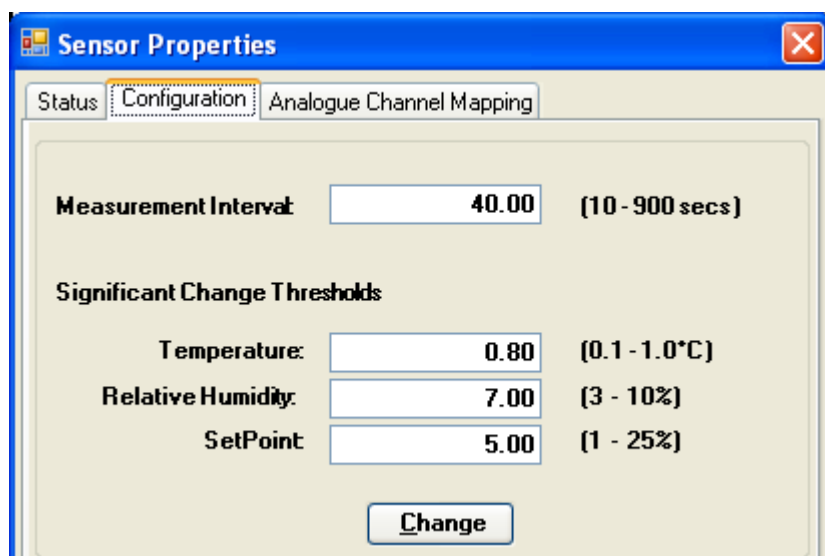 Sensor Properties
Status Configuration Analogue Channel Mapping
Measurement Interval: 40.00 (10 - 900 secs)
Significant Change Thresholds
Temperature: 0.80 (0.1 - 1.0°C)
Relative Humidity: 7.00 (3 - 10%)
SetPoint: 5.00 (1 - 25%)
Change